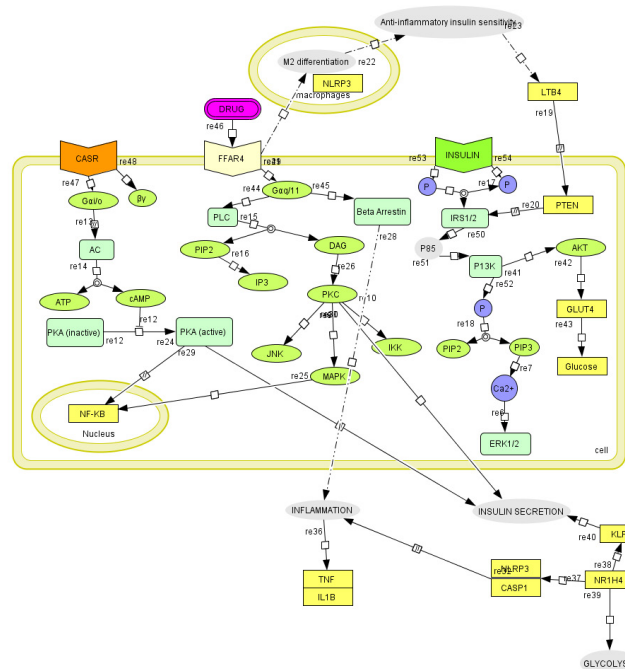 Anti-inflammatory insulin sensitivity
re23
M2 differentiation
re22
NLRP3
macrophages
LTB4
re19
DRUG
re46
CASR
re48
FFAR4
INSULIN
re53
re54
re47
re44
Gαq/11
re45
P
re17
P
Gαi/o
βγ
PLC
re15
Beta Arrestin
re28
IRS1/2
re20
PTEN
re50
AC
re14
PIP2
re16
DAG
P85
re51
P13K
re41
AKT
re42
re26
IP3
re52
ATP
cAMP
re12
PKC
re10
P
GLUT4
re43
PKA (inactive)
re12
re24
PKA (active)
re29
re18
JNK
IKK
PIP2
PIP3
re7
Glucose
re25
MAPK
Ca2+
NF-KB
Nucleus
re6
ERK1/2
cell
INFLAMMATION
INSULIN SECRETION
re36
re40
KLF
re38
NLRP3
re37
TNF
CASP1
NR1H4
IL1B
re39
GLYCOLYS